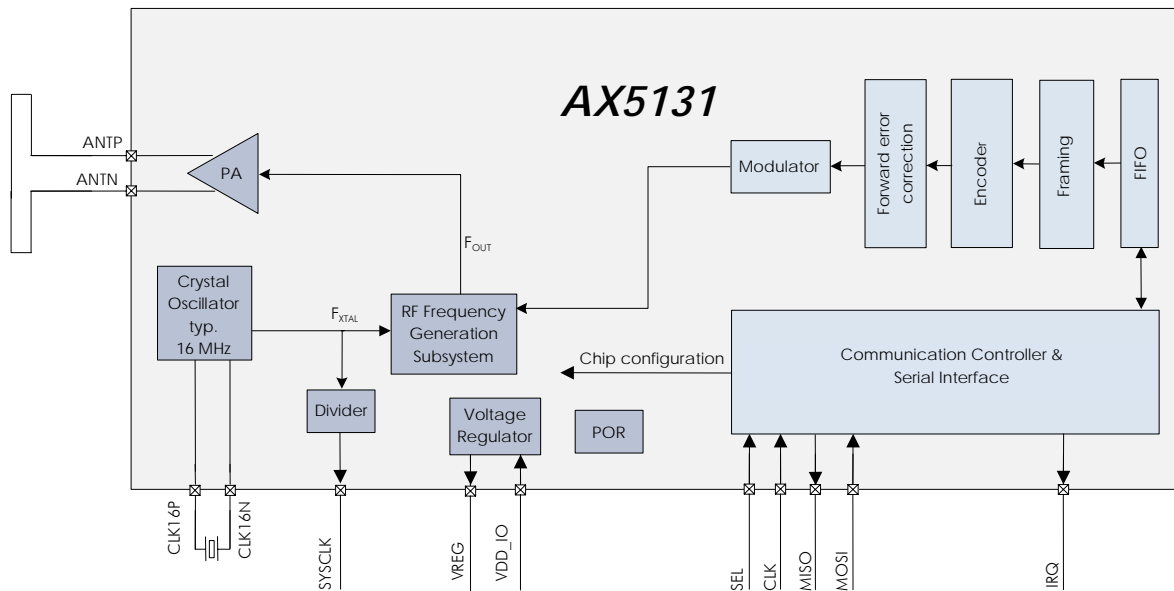 AX5131
ANTP
ANTN
PA
Modulator
Forward error
correction
Encoder
Framing
FIFO
FOUT
Crystal
Oscillator
typ.
16 MHz
FXTAL
RF Frequency
Generation
Subsystem
Chip configuration
Communication Controller &
Serial Interface
Divider
Voltage
Regulator
POR
CLK16P
CLK16N
SYSCLK
VREG
VDD_IO
SEL
CLK
MISO
MOSI
IRQ